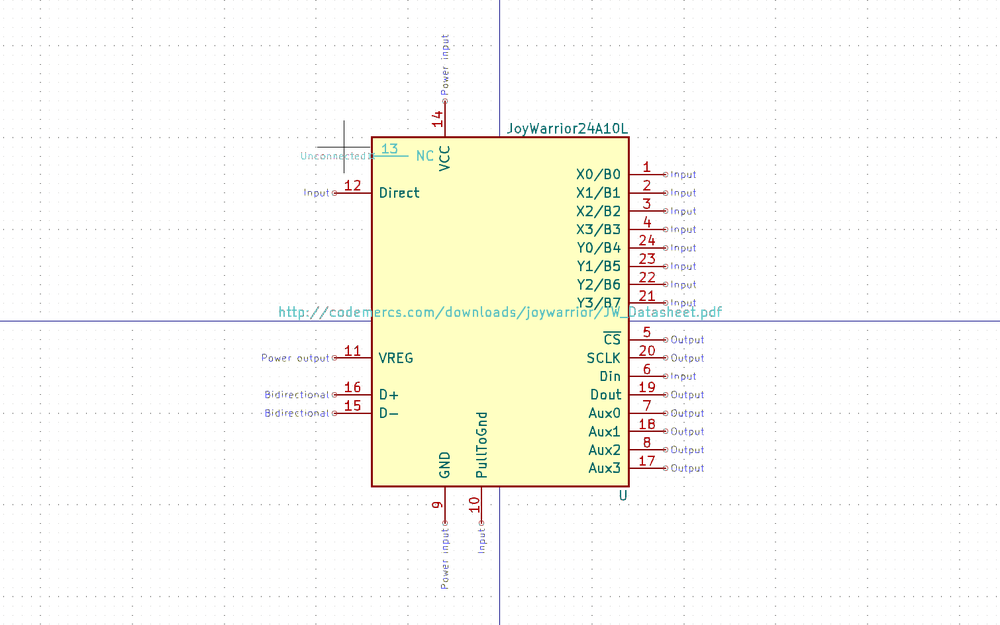 Power input
14
JoyWarrior24A10L
Unconnected 13 NC
VCC
Input 12 Direct
X0/B0 1 Input
X1/B1 2 Input
X2/B2 3 Input
X3/B3 4 Input
Y0/B4 24 Input
Y1/B5 23 Input
Y2/B6 22 Input
Y3/B7 21 Input
http://codemercs.com/downloads/joywarrior/JW_Datasheet.pdf
CS 5 Output
Power output 11 VREG
SCLK 20 Output
Din 6 Input
Bidirectional 16 D+
Dout 19 Output
Bidirectional 15 D-
Aux0 7 Output
Aux1 18 Output
Aux2 8 Output
Aux3 17 Output
GND
PullToGnd
U
9
10
Power input
Input